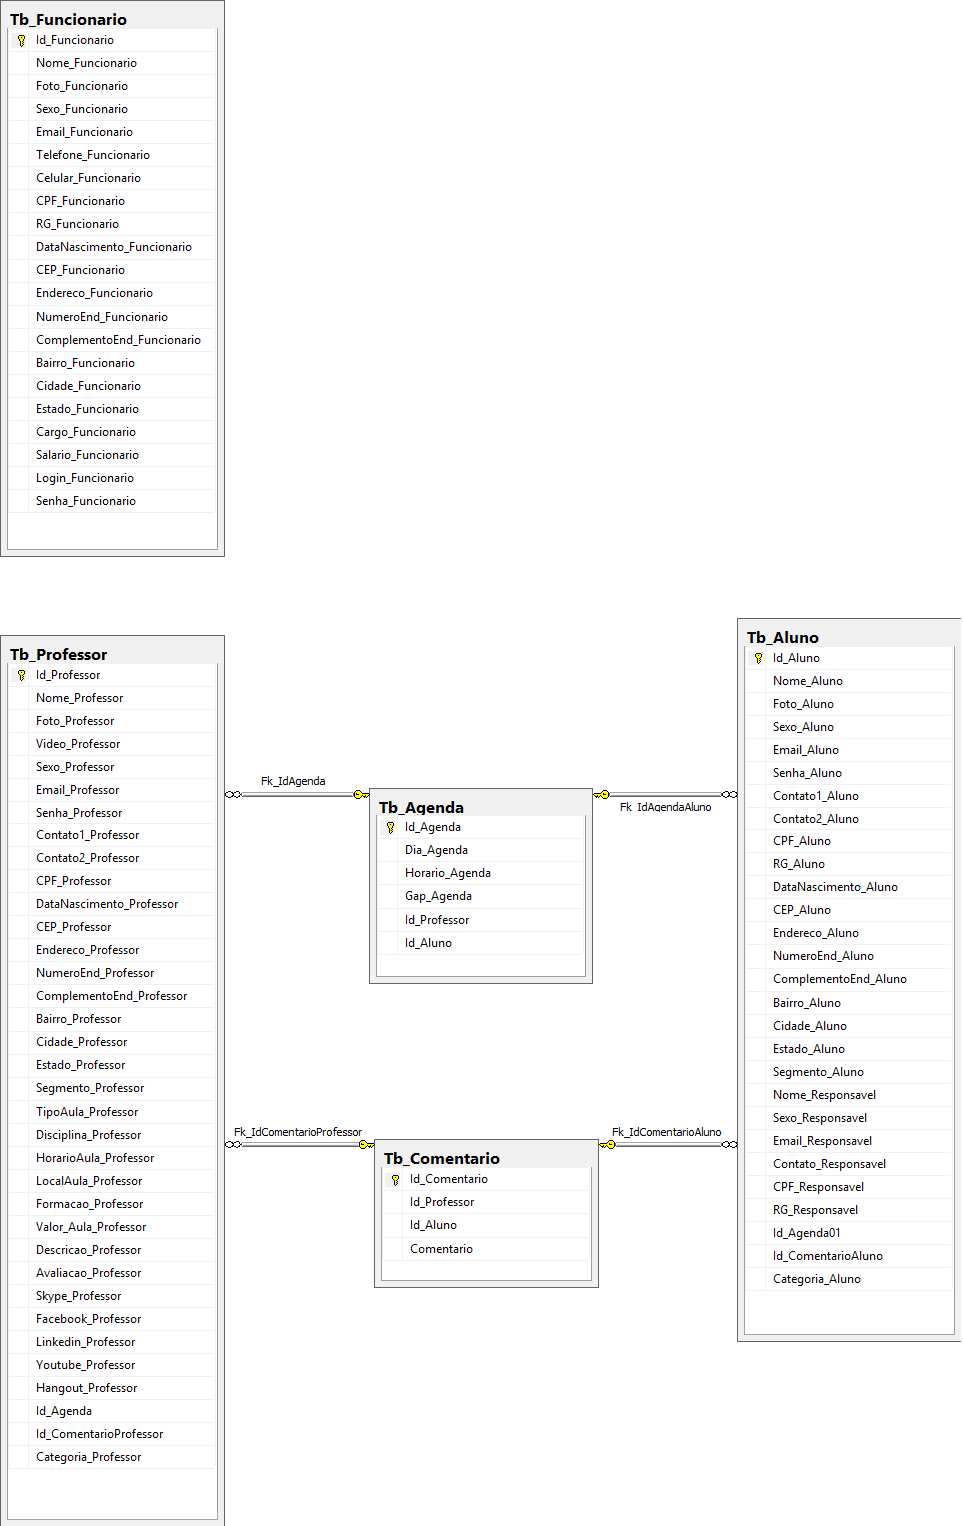 Tb_Funcionario
Id_Funcionario
Nome_Funcionario
Foto_Funcionario
Sexo_Funcionario
Email_Funcionario
Telefone_Funcionario
Celular_Funcionario
CPF_Funcionario
RG_Funcionario
DataNascimento_Funcionario
CEP_Funcionario
Endereco_Funcionario
NumeroEnd_Funcionario
ComplementoEnd_Funcionario
Bairro_Funcionario
Cidade_Funcionario
Estado_Funcionario
Cargo_Funcionario
Salario_Funcionario
Login_Funcionario
Senha_Funcionario
Tb_Professor
Id_Professor
Nome_Professor
Foto_Professor
Video_Professor
Sexo_Professor
Email_Professor
Senha_Professor
Contato1_Professor
Contato2_Professor
CPF_Professor
DataNascimento_Professor
CEP_Professor
Endereco_Professor
NumeroEnd_Professor
ComplementoEnd_Professor
Bairro_Professor
Cidade_Professor
Estado_Professor
Segmento_Professor
TipoAula_Professor
Disciplina_Professor
HorarioAula_Professor
LocalAula_Professor
Formacao_Professor
Valor_Aula_Professor
Descricao_Professor
Avaliacao_Professor
Skype_Professor
Facebook_Professor
Linkedin_Professor
Youtube_Professor
Hangout_Professor
Id_Agenda
Id_ComentarioProfessor
Categoria_Professor
Fk_IdAgenda
Tb_Agenda
Id_Agenda
Dia_Agenda
Horario_Agenda
Gap_Agenda
Id_Professor
Id_Aluno
Fk_IdAgendaAluno
Fk_IdComentarioProfessor
Tb_Comentario
Id_Comentario
Id_Professor
Id_Aluno
Comentario
Fk_IdComentarioAluno
Tb_Aluno
Id_Aluno
Nome_Aluno
Foto_Aluno
Sexo_Aluno
Email_Aluno
Senha_Aluno
Contato1_Aluno
Contato2_Aluno
CPF_Aluno
RG_Aluno
DataNascimento_Aluno
CEP_Aluno
Endereco_Aluno
NumeroEnd_Aluno
ComplementoEnd_Aluno
Bairro_Aluno
Cidade_Aluno
Estado_Aluno
Segmento_Aluno
Nome_Responsavel
Sexo_Responsavel
Email_Responsavel
Contato_Responsavel
CPF_Responsavel
RG_Responsavel
Id_Agenda01
Id_ComentarioAluno
Categoria_Aluno